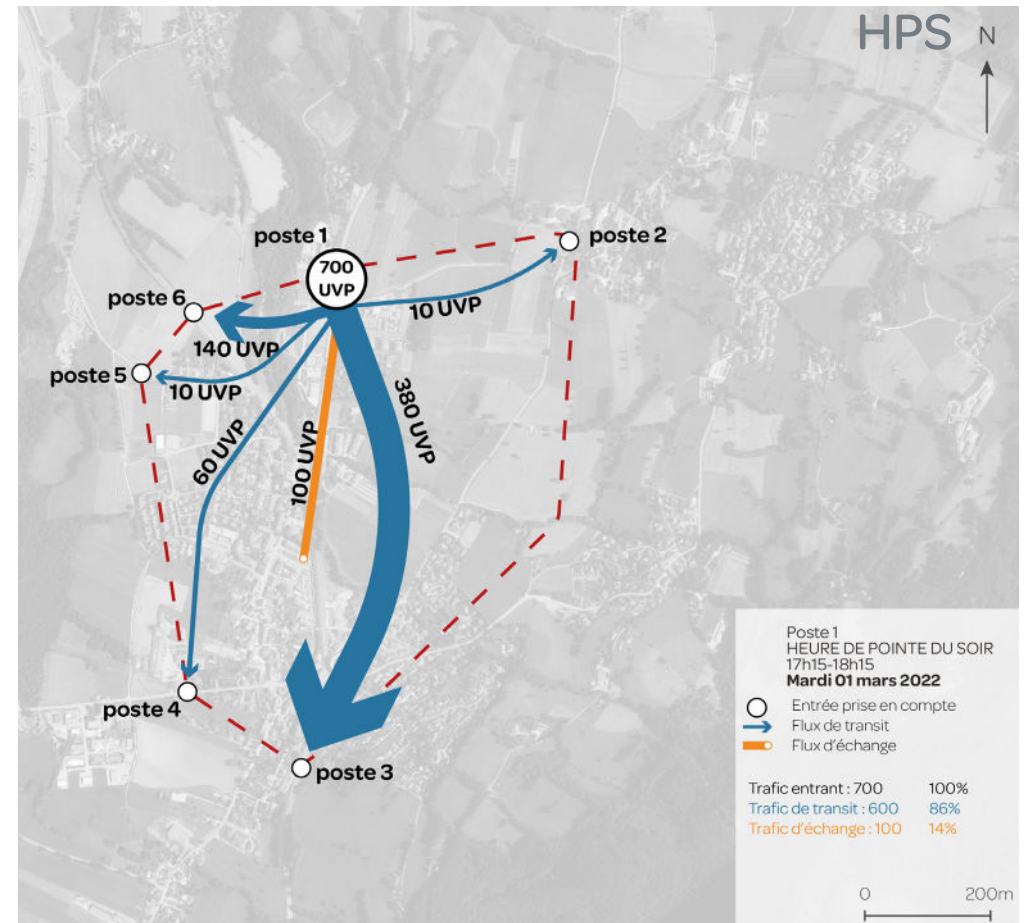 HPS
N
poste 1
poste 2
700
UVP
poste 6
10 UVP
140 UVP
poste 5
10 UVP
380 UVP
60 UVP
100 UVP
poste 4
poste 3
Poste 1
HEURE DE POINTE DU SOIR
17h15-18h15
Mardi 01 mars 2022
Entrée prise en compte
Flux de transit
Flux d'échange
Trafic entrant : 700 100%
Trafic de transit : 600 86%
Trafic d'échange : 100 14%
0 200m